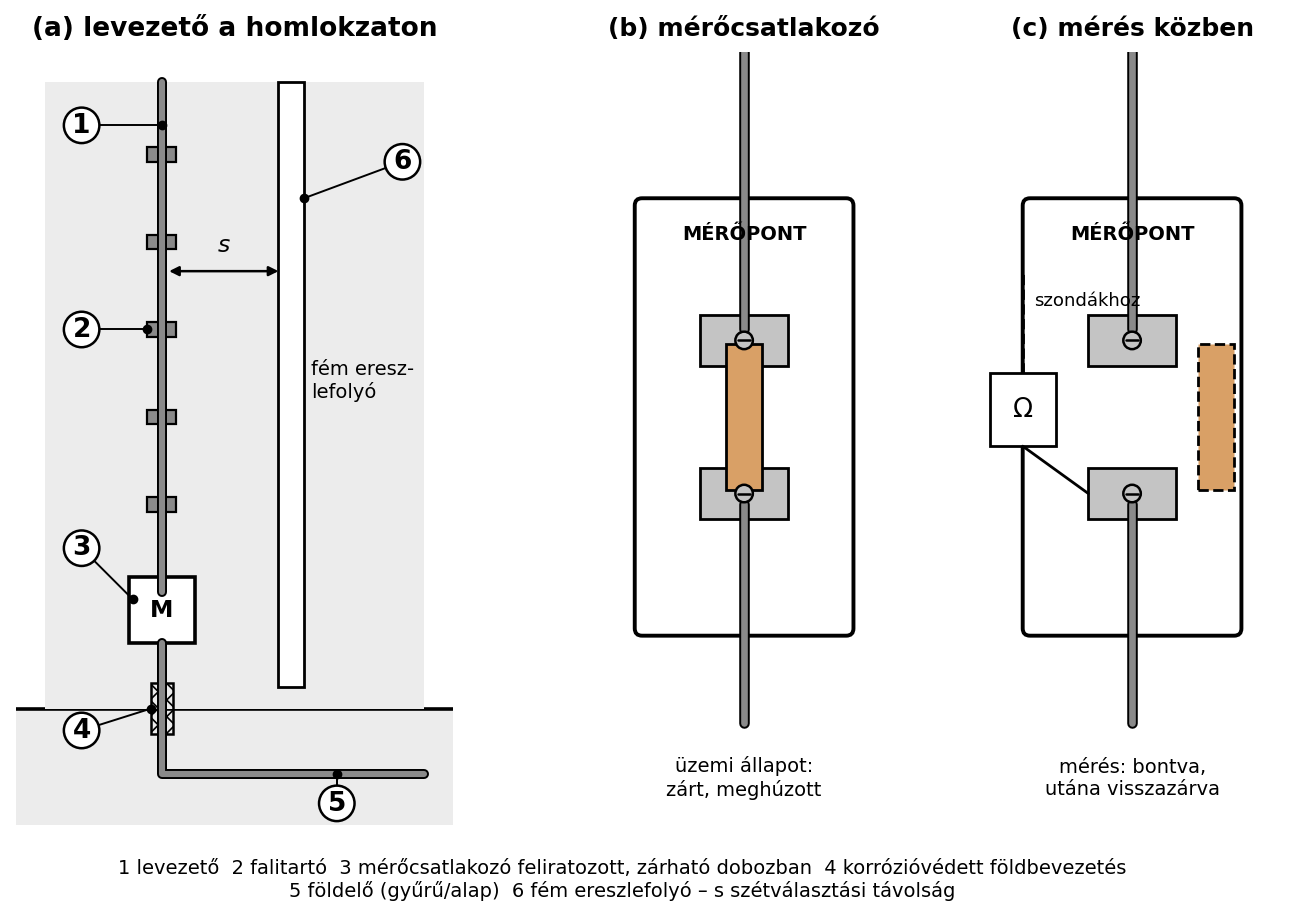 (a) levezető a homlokzaton
(b) mérőcsatlakozó
(c) mérés közben
1
6
MÉRŐPONT
MÉRŐPONT
s
szondákhoz
2
fém eresz-
lefolyó
Ω
3
M
4
5
üzemi állapot:
zárt, meghúzott
mérés: bontva,
utána visszazárva
1 levezető  2 falitartó  3 mérőcsatlakozó feliratozott, zárható dobozban  4 korrózióvédett földbevezetés
5 földelő (gyűrű/alap)  6 fém ereszlefolyó – s szétválasztási távolság